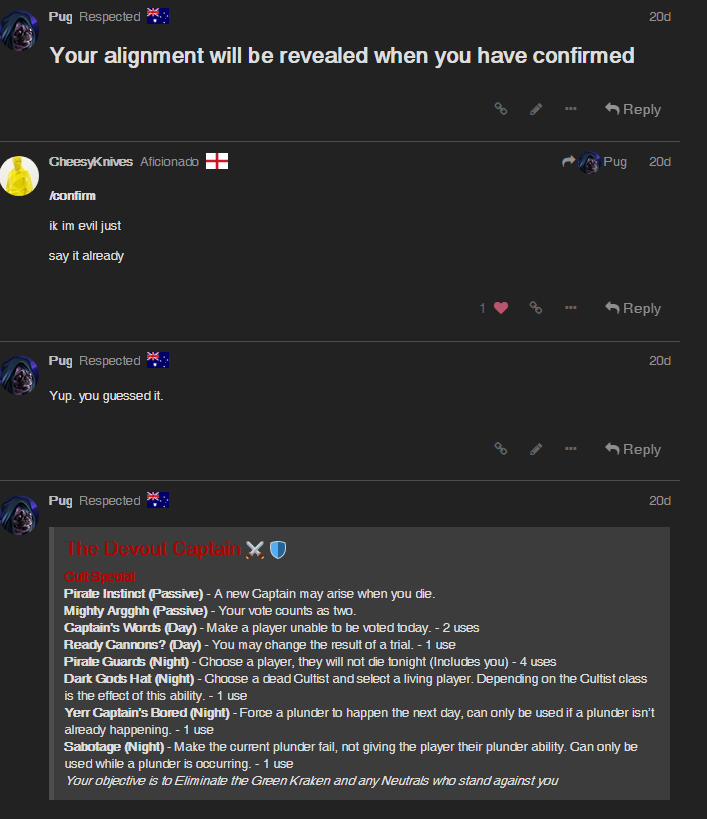 Pug Respected 20d
Your alignment will be revealed when you have confirmed
Reply
CheesyKnives Aficionado Pug 20d
/confirm
ik im evil just
say it already
1 Reply
Pug Respected 20d
Yup. you guessed it.
Reply
Pug Respected 20d
The Devout Captain
Cult Special
Pirate Instinct (Passive) - A new Captain may arise when you die.
Mighty Argghh (Passive) - Your vote counts as two.
Captain's Words (Day) - Make a player unable to be voted today. - 2 uses
Ready Cannons? (Day) - You may change the result of a trial. - 1 use
Pirate Guards (Night) - Choose a player, they will not die tonight (Includes you) - 4 uses
Dark Gods Hat (Night) - Choose a dead Cultist and select a living player. Depending on the Cultist class
is the effect of this ability. - 1 use
Yerr Captain's Bored (Night) - Force a plunder to happen the next day, can only be used if a plunder isn't
already happening. - 1 use
Sabotage (Night) - Make the current plunder fail, not giving the player their plunder ability. Can only be
used while a plunder is occurring. - 1 use
Your objective is to Eliminate the Green Kraken and any Neutrals who stand against you